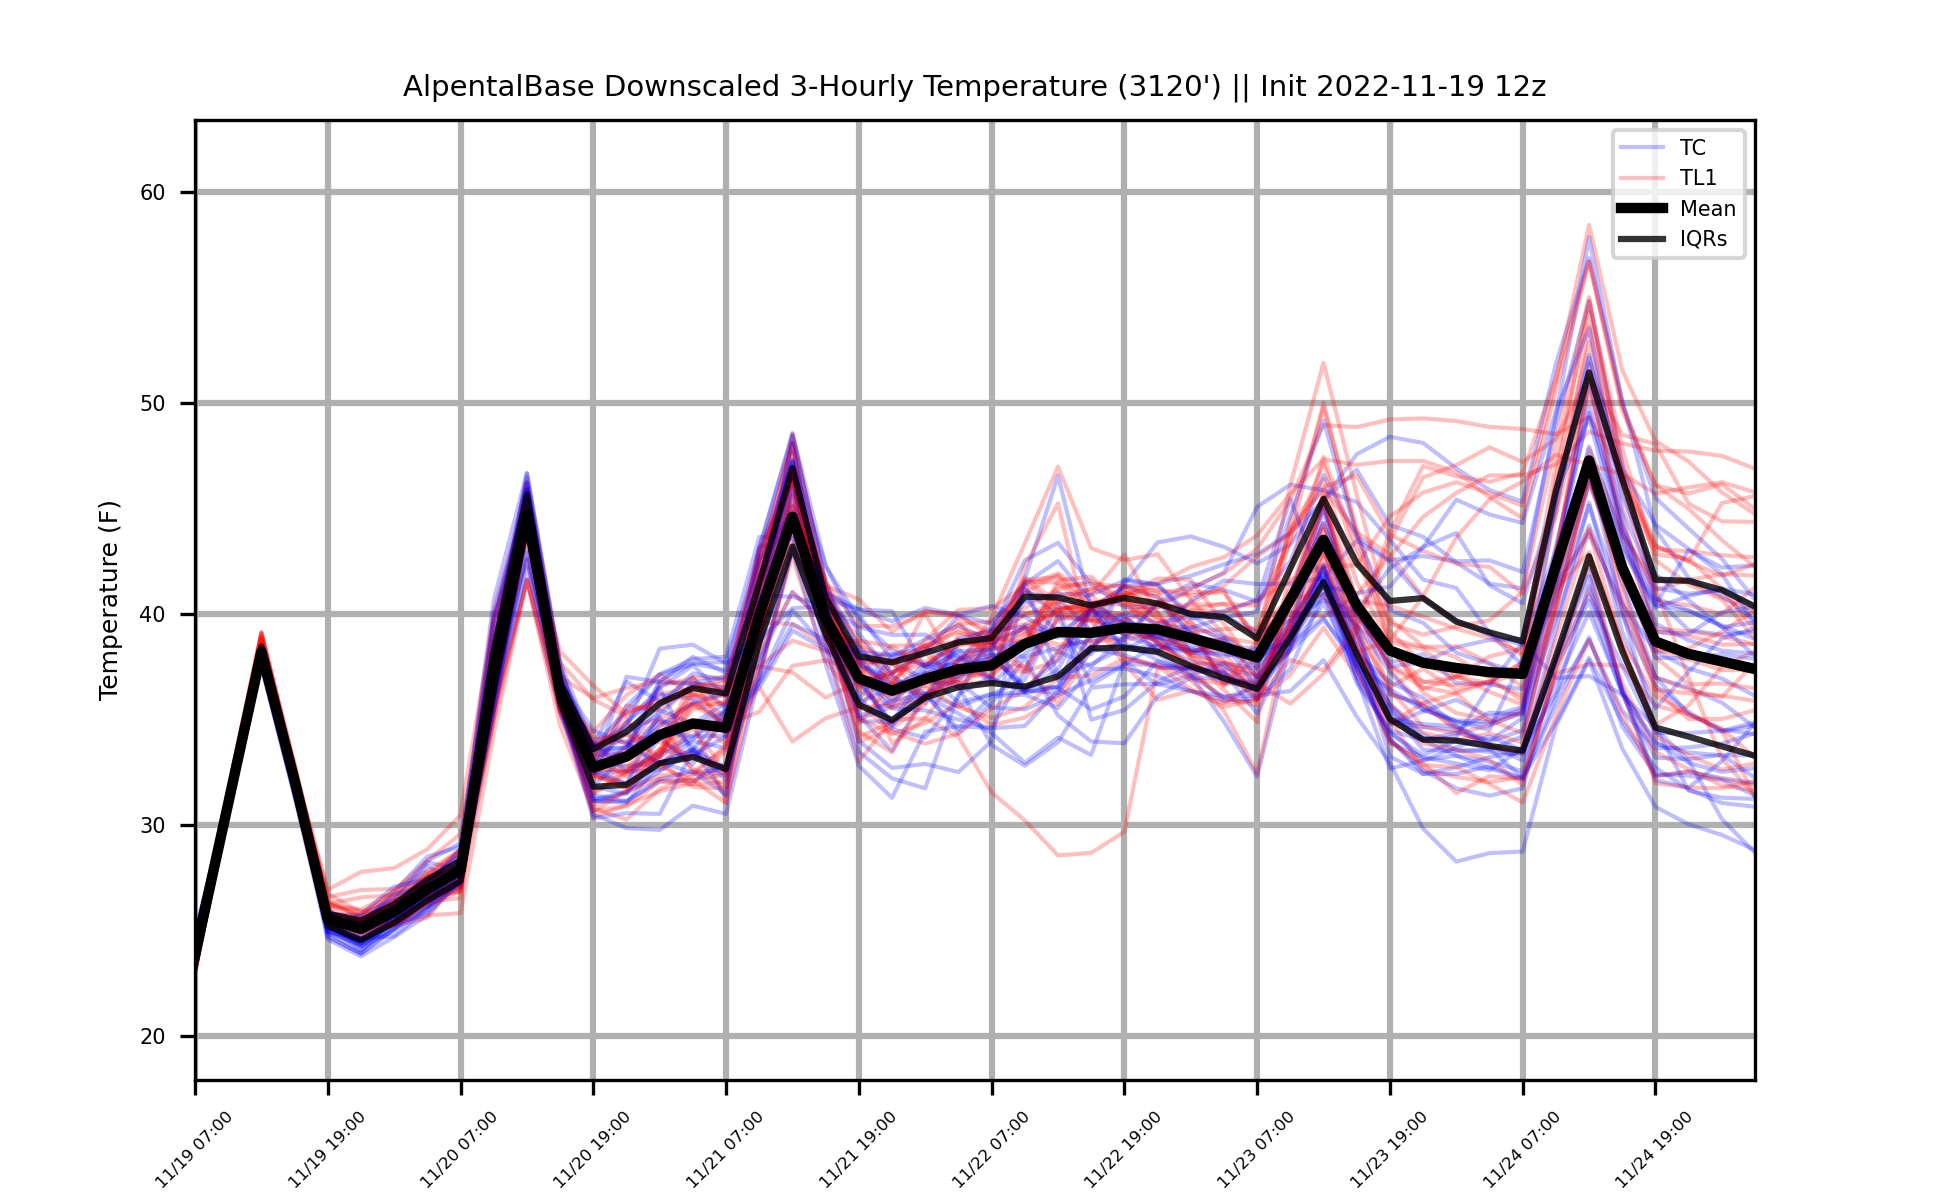 AlpentalBase Downscaled 3-Hourly Temperature (3120') || Init 2022-11-19 12z
TC
TL1
Mean
IQRs
Temperature (F)
60
50
40
30
20
11/19 07:00
11/19 19:00
11/20 07:00
11/20 19:00
11/21 07:00
11/21 19:00
11/22 07:00
11/22 19:00
11/23 07:00
11/23 19:00
11/24 07:00
11/24 19:00